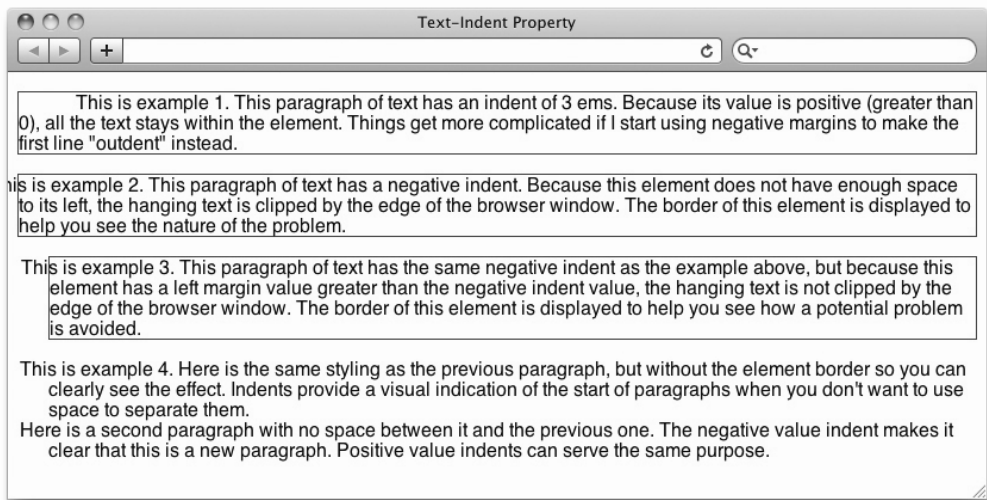 Text-Indent Property
This is example 1. This paragraph of text has an indent of 3 ems. Because its value is positive (greater than
0), all the text stays within the element. Things get more complicated if I start using negative margins to make the
first line "outdent" instead.
is is example 2. This paragraph of text has a negative indent. Because this element does not have enough space
to its left, the hanging text is clipped by the edge of the browser window. The border of this element is displayed to
help you see the nature of the problem.
This is example 3. This paragraph of text has the same negative indent as the example above, but because this
element has a left margin value greater than the negative indent value, the hanging text is not clipped by the
edge of the browser window. The border of this element is displayed to help you see how a potential problem
is avoided.
This is example 4. Here is the same styling as the previous paragraph, but without the element border so you can
clearly see the effect. Indents provide a visual indication of the start of paragraphs when you don't want to use
space to separate them.
Here is a second paragraph with no space between it and the previous one. The negative value indent makes it
clear that this is a new paragraph. Positive value indents can serve the same purpose.